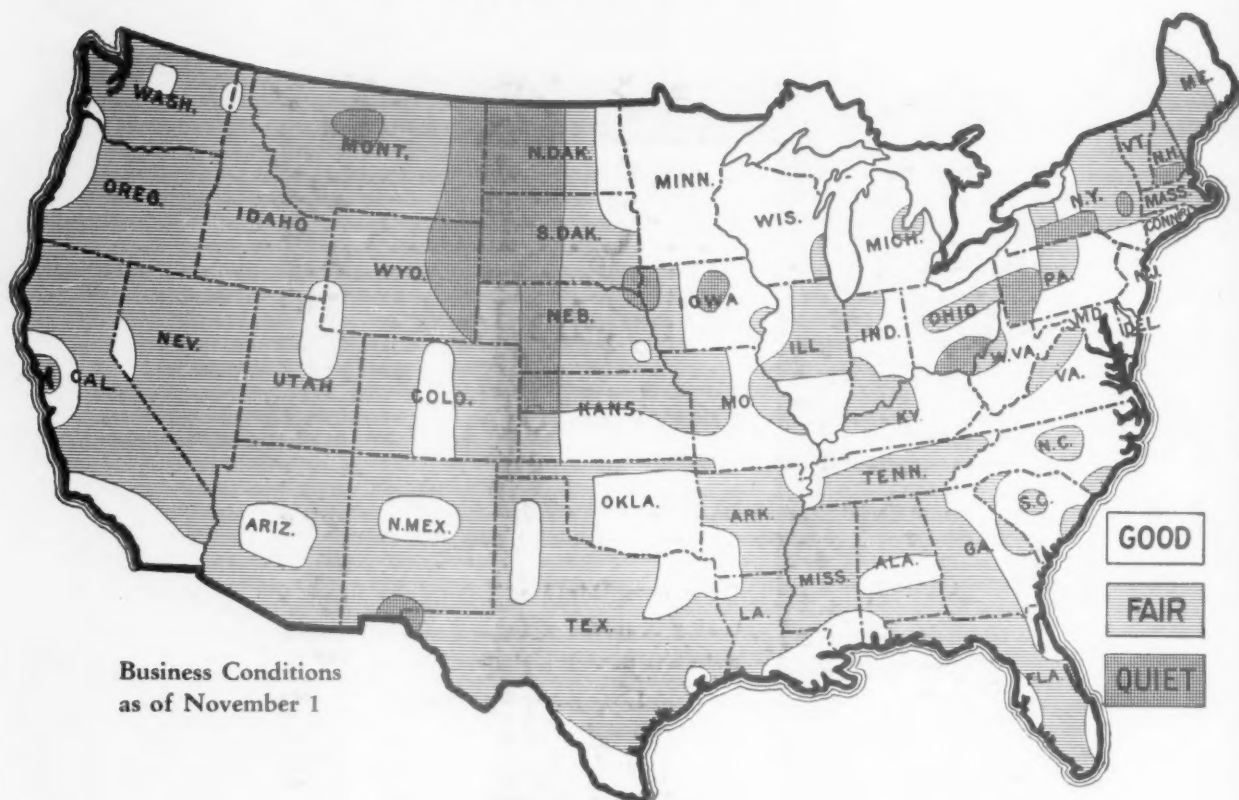 WASH.
MONT.
N.DAK.
MINN.
M.E.
VT.
N.H.
OREG.
IDAHO
S.DAK.
WIS.
MICH.
N.Y.
MASS.
CONN.
WYO.
IOWA
PA.
N.J.
NEV.
NEB.
ILL
IND.
OHIO
MD.
DEL.
CAL.
UTAH
COLO.
KANS.
MO.
KY.
W.VA.
VA.
ARIZ.
N.MEX.
OKLA.
ARK.
TENN.
N.C.
S.C.
TEX.
LA.
MISS.
ALA.
GA.
FLA
GOOD
FAIR
QUIET
Business Conditions
as of November 1